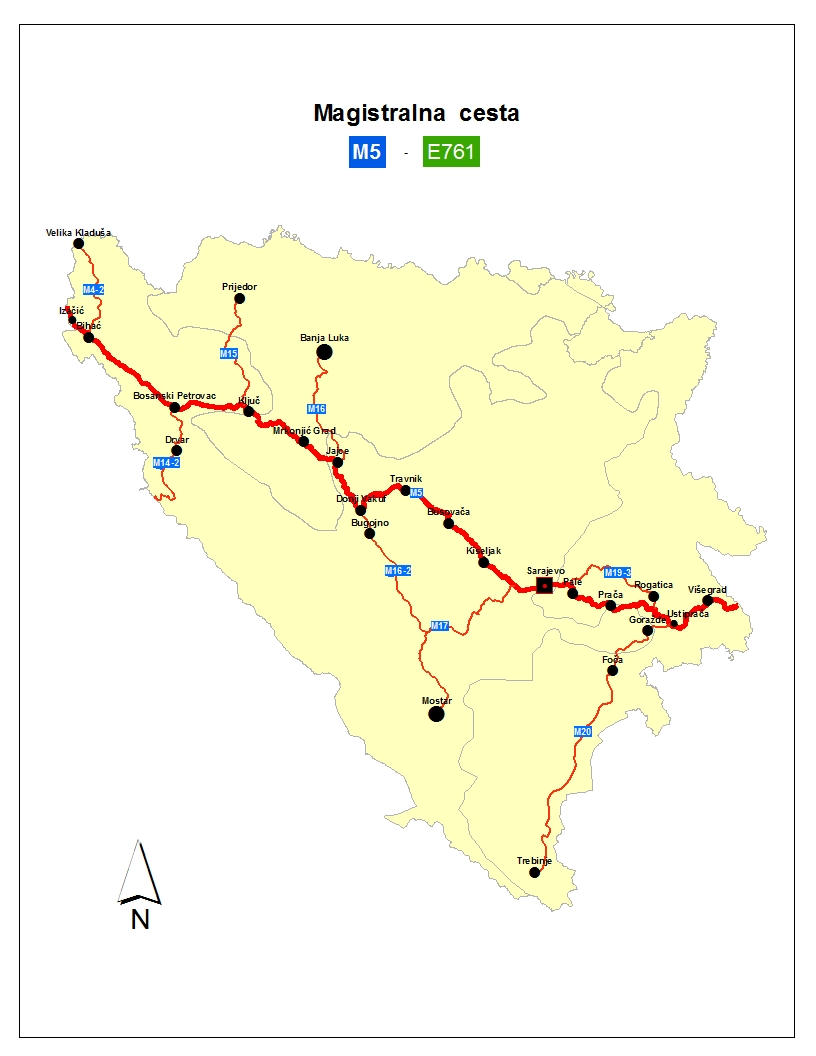 Magistralna cesta
M5 - E761
Velika Kladuša
M4-2
Izačić
Bihać
Prijedor
Banja Luka
M15
Bosanski Petrovac
Ključ
M16
Mrkonjić Grad
Drvar
Jajce
M14-2
Travnik
M5
Donji Vakuf
Busovača
Bugojno
Kiseljak
M16-2
Sarajevo
M19-3
Pale
Rogatica
Višegrad
Prača
Ustiprača
Goražde
M17
Foča
Mostar
M20
Trebinje
N